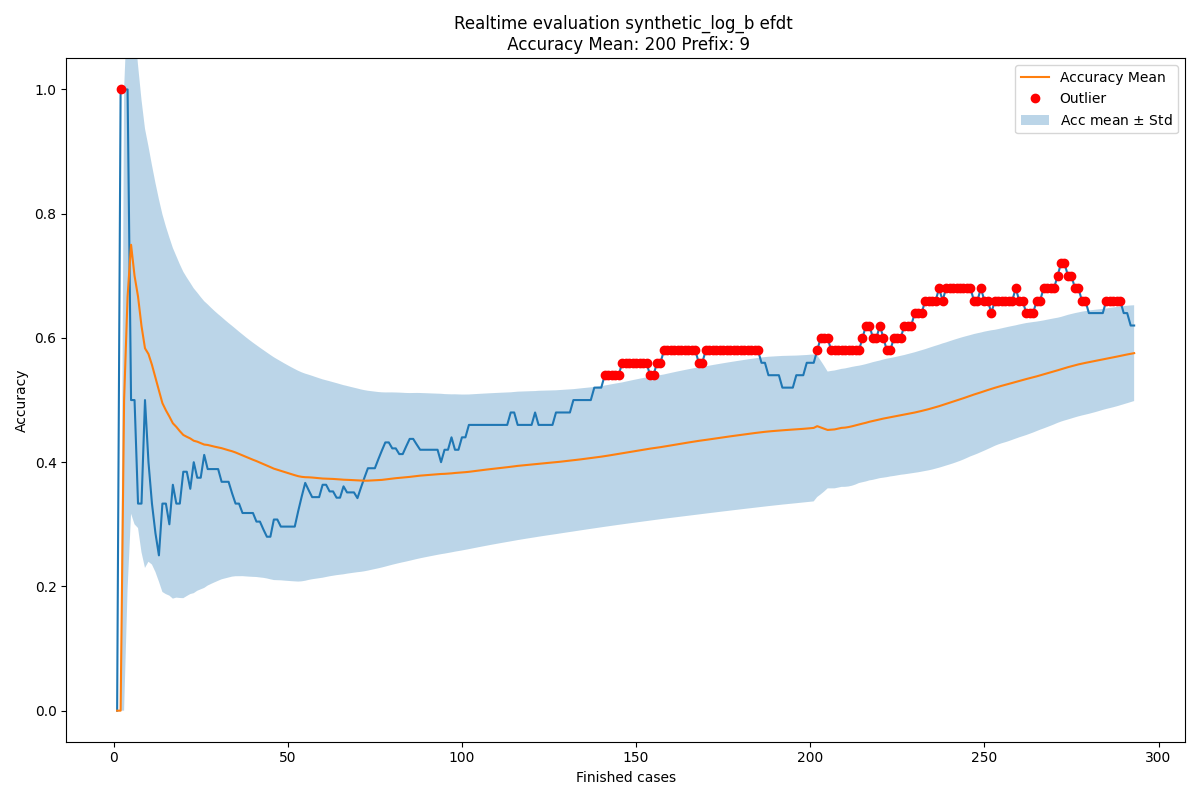 Realtime evaluation synthetic_log_b efdt
Accuracy Mean: 200 Prefix: 9
Accuracy Mean
Outlier
Acc mean ± Std
1.0
0.8
0.6
0.4
0.2
0.0
Accuracy
0 50 100 150 200 250 300
Finished cases